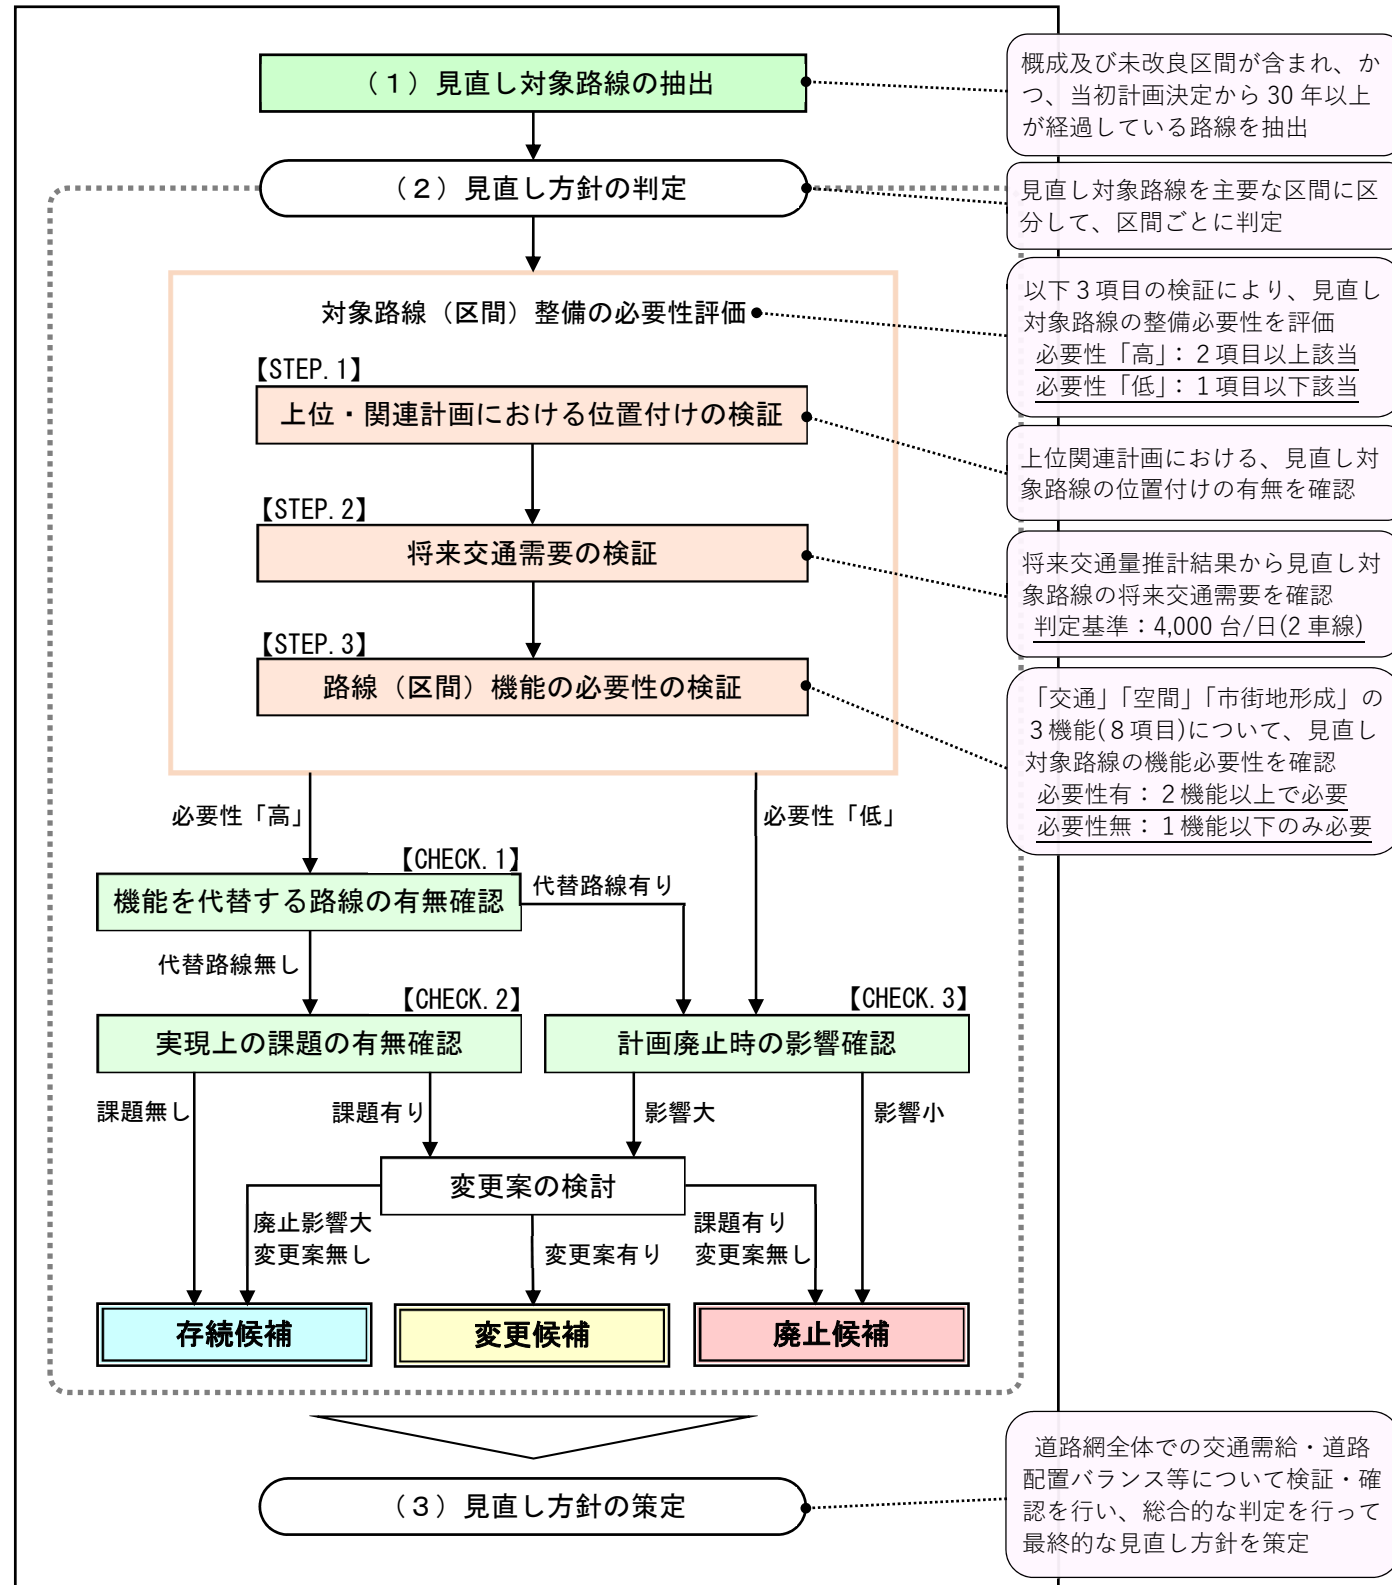 （１）見直し対象路線の抽出
概成及び未改良区間が含まれ、か
つ、当初計画決定から 30 年以上
が経過している路線を抽出
（２）見直し方針の判定
見直し対象路線を主要な区間に区
分して、区間ごとに判定
対象路線（区間）整備の必要性評価
以下３項目の検証により、見直し
対象路線の整備必要性を評価
必要性「高」：２項目以上該当
必要性「低」：１項目以下該当
【STEP.1】
上位・関連計画における位置付けの検証
上位関連計画における、見直し対
象路線の位置付けの有無を確認
【STEP.2】
将来交通需要の検証
将来交通量推計結果から見直し対
象路線の将来交通需要を確認
判定基準：4,000 台/日(2 車線)
【STEP.3】
路線（区間）機能の必要性の検証
「交通」「空間」「市街地形成」の
３機能(８項目)について、見直し
対象路線の機能必要性を確認
必要性有：２機能以上で必要
必要性無：１機能以下のみ必要
必要性「高」
必要性「低」
【CHECK.1】
機能を代替する路線の有無確認
代替路線有り
代替路線無し
【CHECK.2】
実現上の課題の有無確認
【CHECK.3】
計画廃止時の影響確認
課題無し
課題有り
影響大
影響小
変更案の検討
廃止影響大
変更案無し
変更案有り
課題有り
変更案無し
存続候補
変更候補
廃止候補
（３）見直し方針の策定
道路網全体での交通需給・道路
配置バランス等について検証・確
認を行い、総合的な判定を行って
最終的な見直し方針を策定